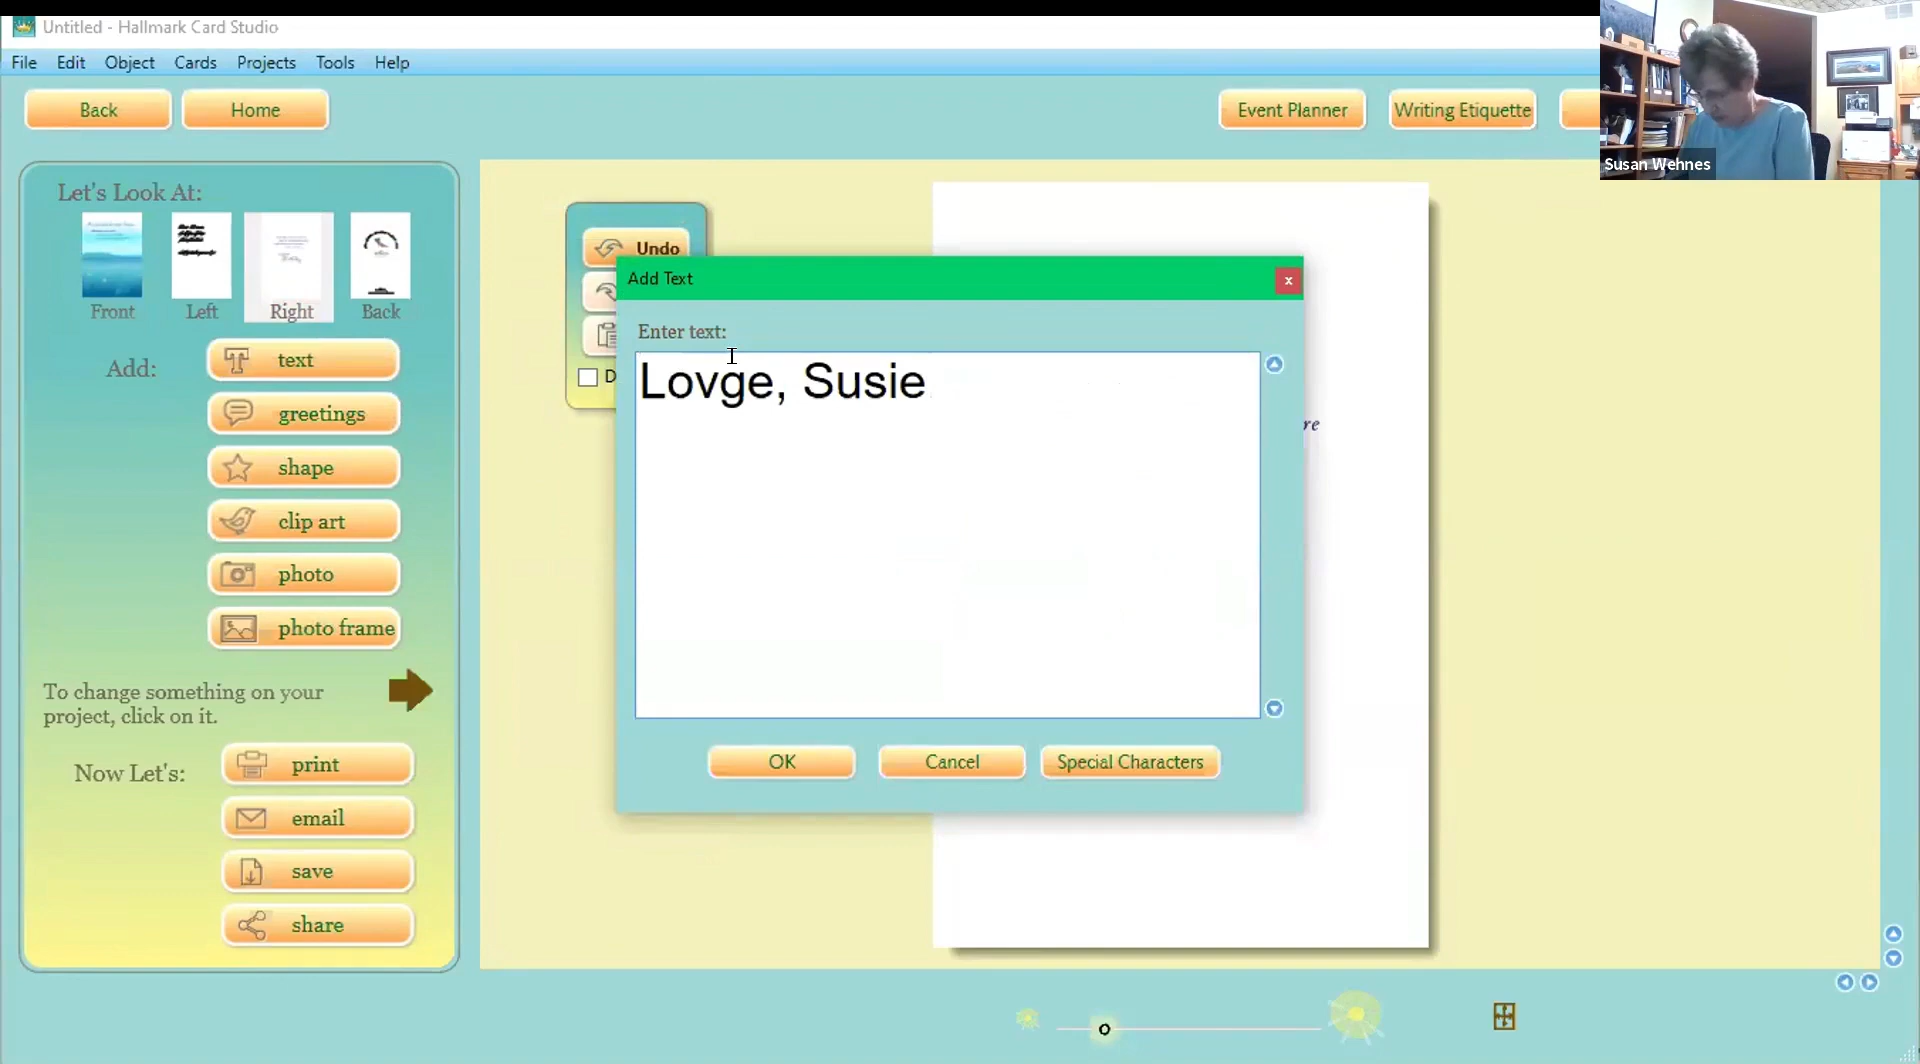 Untitled - Hallmark Card Studio
File Edit Object Cards Projects Tools Help
Back Home Event Planner Writing Etiquette
Susan Wehnes
Let's Look At:
Front Left Right Back
Add:
text
greetings
shape
clip art
photo
photo frame
To change something on your
project, click on it.
Now Let's:
print
email
save
share
Undo
D
Add Text
x
Enter text:
Lovge, Susie
OK Cancel Special Characters
re